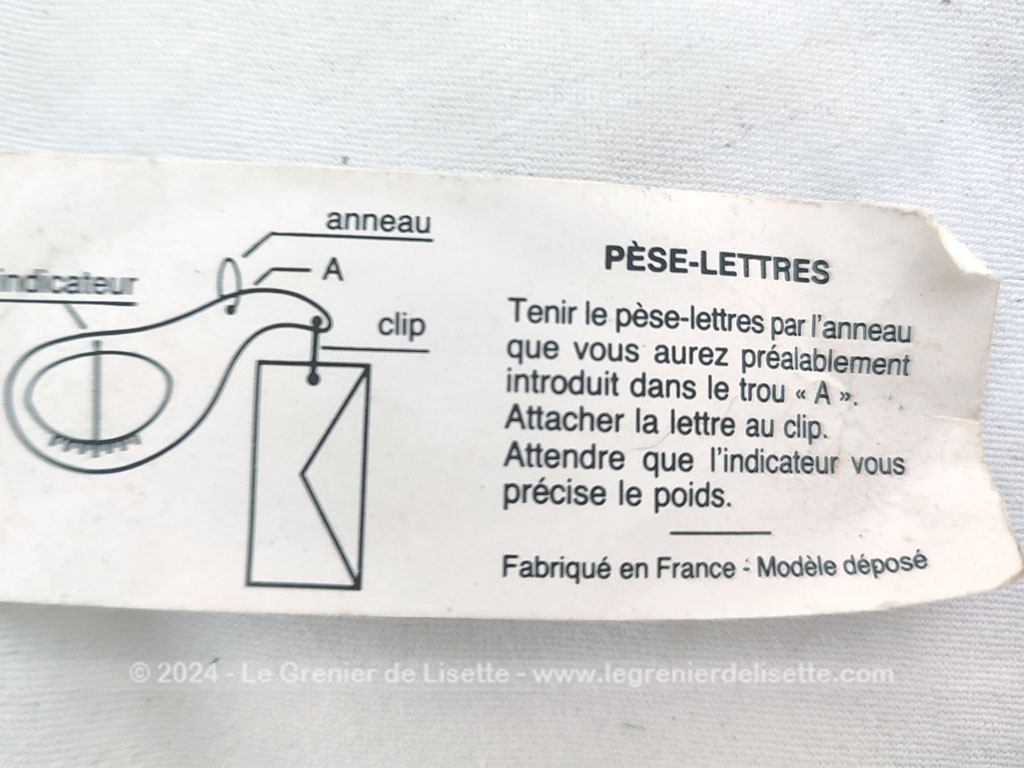 anneau
A
indicateur
clip
PÈSE-LETTRES
Tenir le pèse-lettres par l'anneau
que vous aurez préalablement
introduit dans le trou « A ».
Attacher la lettre au clip.
Attendre que l'indicateur vous
précise le poids.
Fabriqué en France - Modèle déposé
© 2024 - Le Grenier de Lisette - www.legrenierdelisette.com